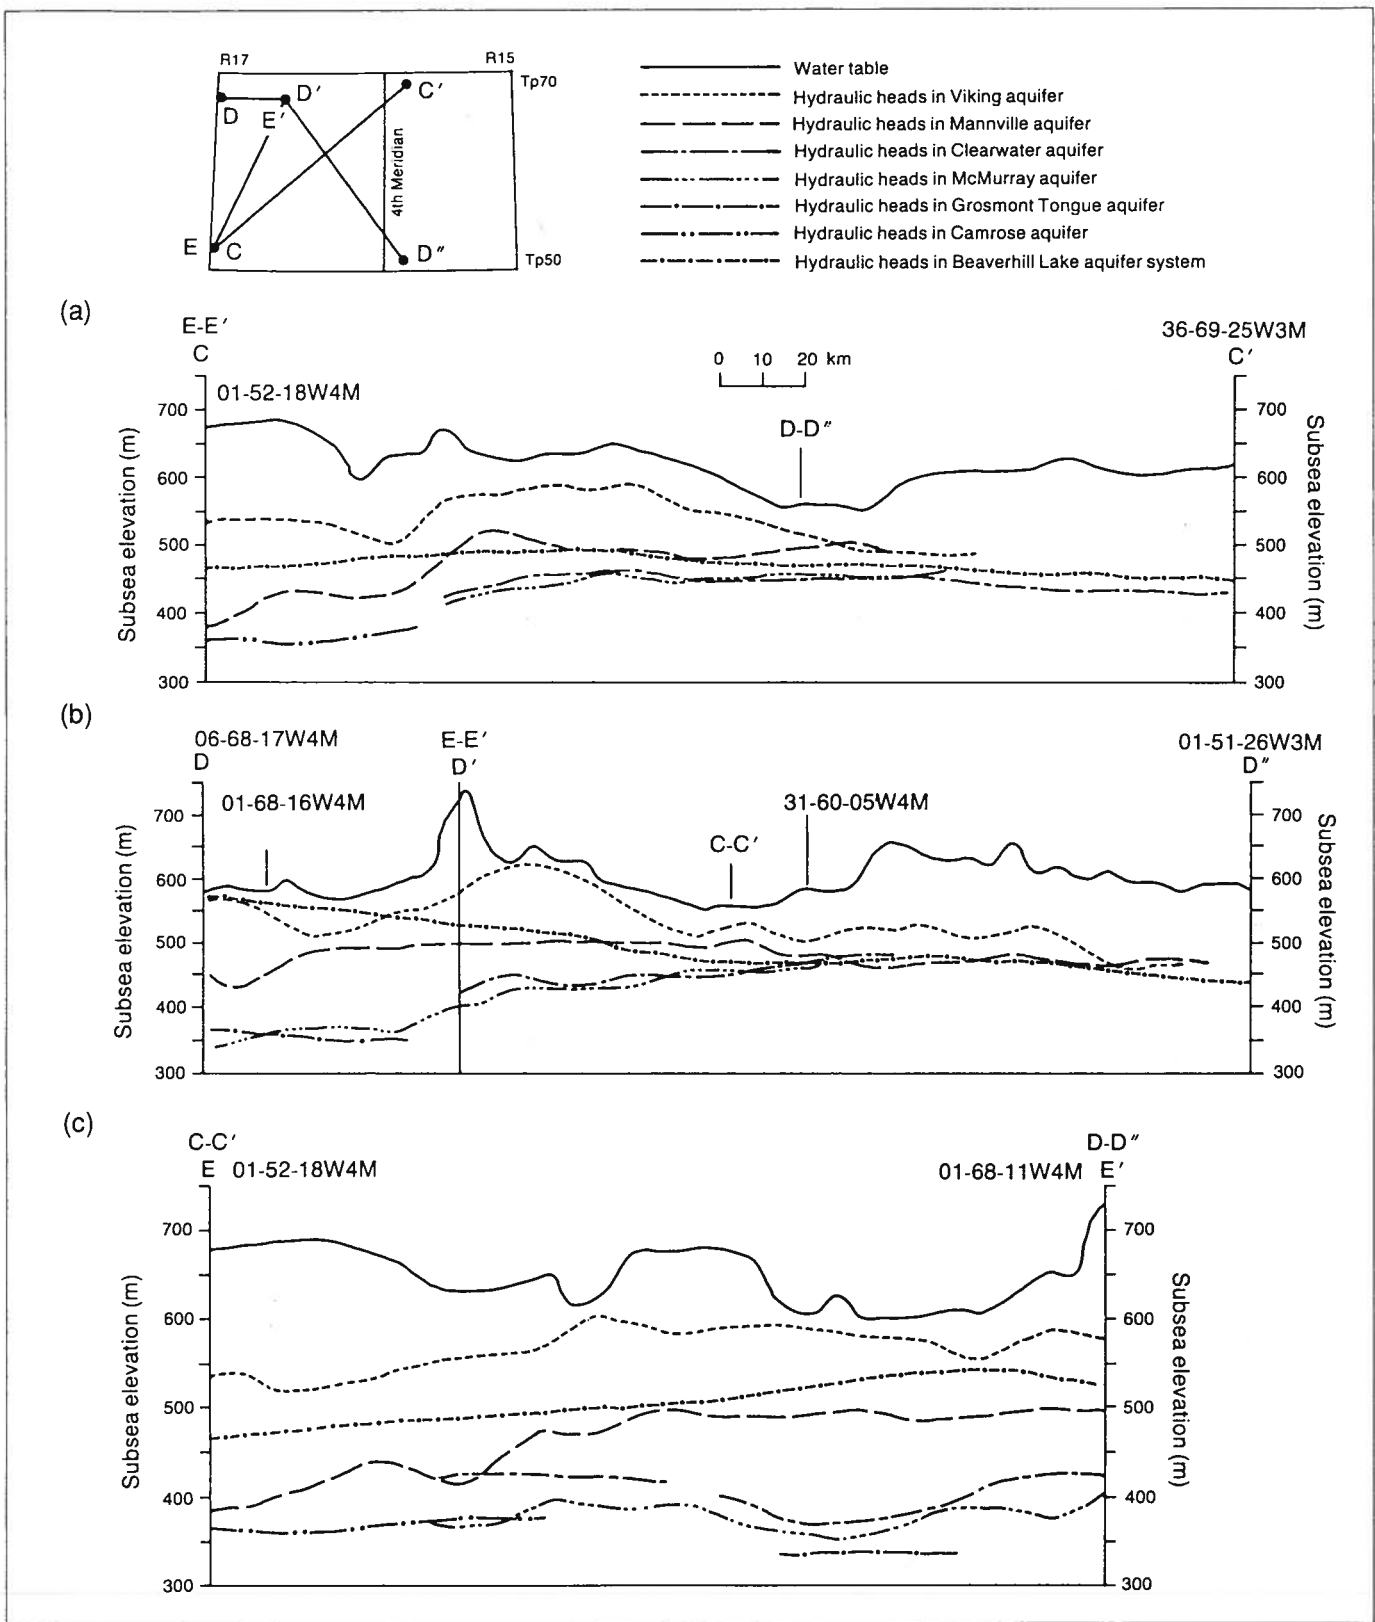 R17 R15
Tp70
D D' C'
E'
4th Meridian
E C D"
Tp50
Water table
Hydraulic heads in Viking aquifer
Hydraulic heads in Mannville aquifer
Hydraulic heads in Clearwater aquifer
Hydraulic heads in McMurray aquifer
Hydraulic heads in Grosmont Tongue aquifer
Hydraulic heads in Camrose aquifer
Hydraulic heads in Beaverhill Lake aquifer system
(a)
E-E' 36-69-25W3M
C 0 10 20 km C'
01-52-18W4M
700 700
D-D"
600 600
500 500
400 400
300 300
Subsea elevation (m)
Subsea elevation (m)
(b)
06-68-17W4M E-E' 01-51-26W3M
D D' D"
01-68-16W4M 31-60-05W4M
700 700
C-C'
600 600
500 500
400 400
300 300
Subsea elevation (m)
Subsea elevation (m)
(c)
C-C' D-D"
E 01-52-18W4M 01-68-11W4M E'
700 700
600 600
500 500
400 400
300 300
Subsea elevation (m)
Subsea elevation (m)